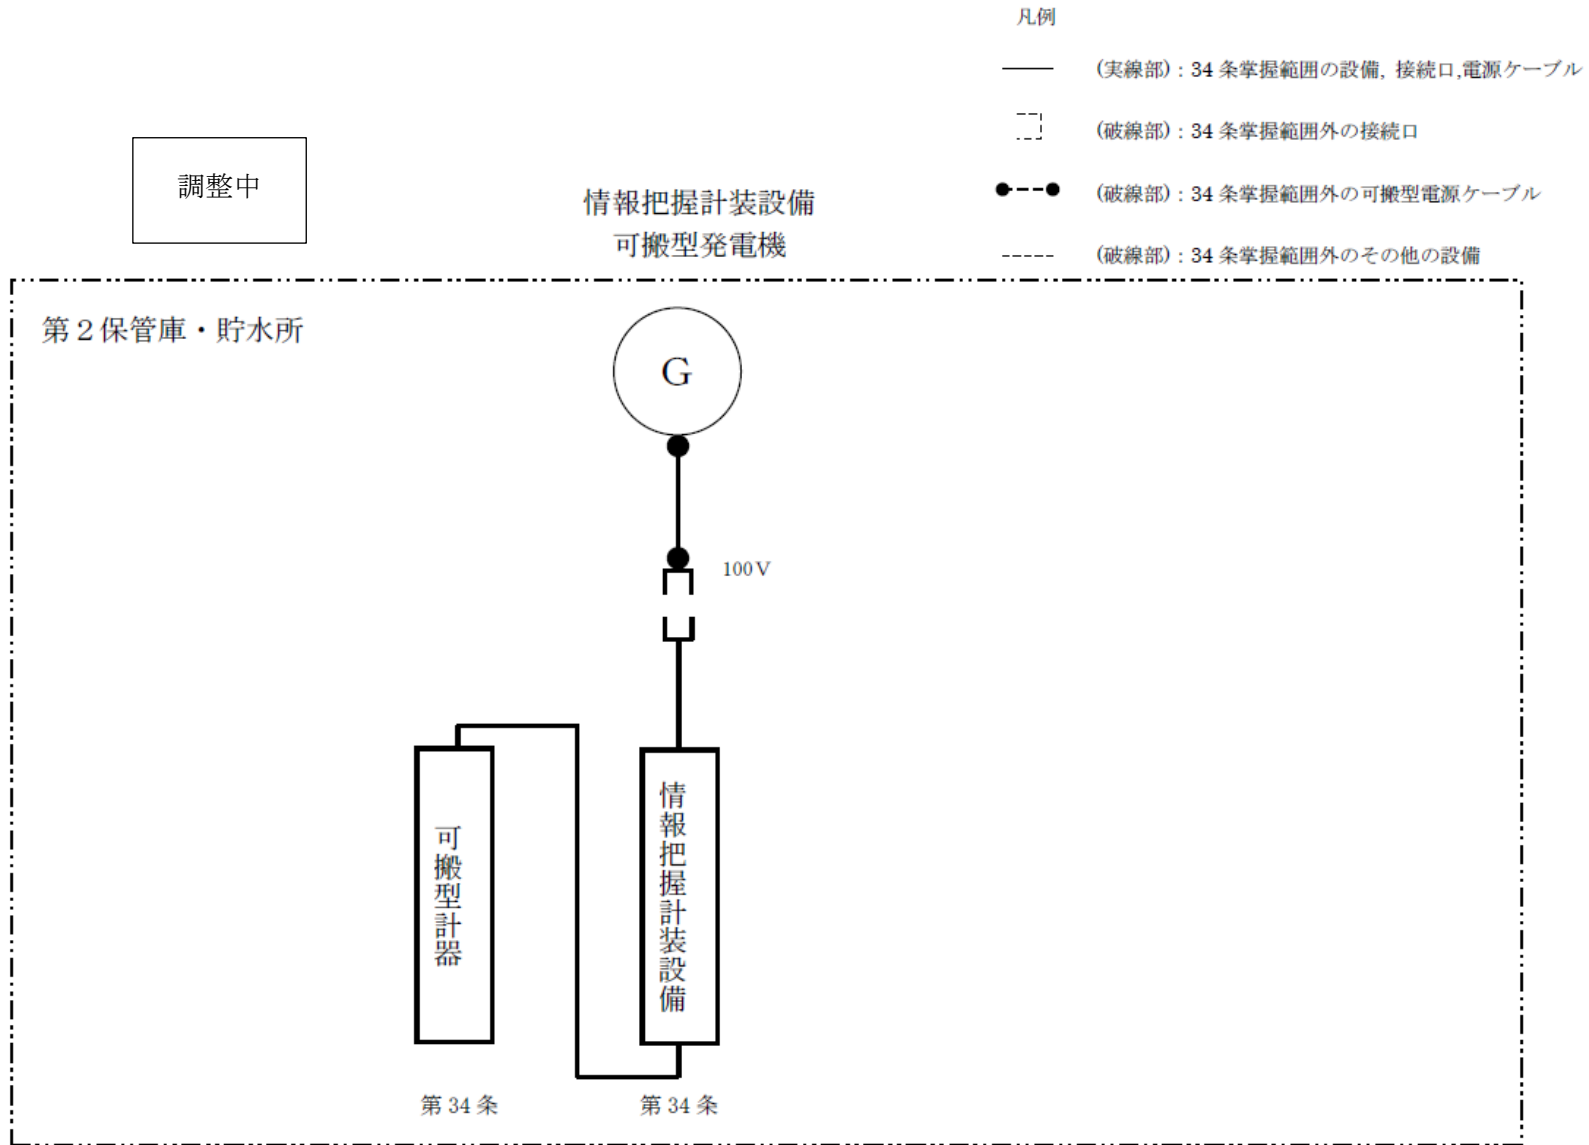 凡例
(実線部)：34 条掌握範囲の設備, 接続口,電源ケーブル
(破線部)：34 条掌握範囲外の接続口
(破線部)：34 条掌握範囲外の可搬型電源ケーブル
(破線部)：34 条掌握範囲外のその他の設備
調整中
情報把握計装設備
可搬型発電機
第２保管庫・貯水所
G
100V
可搬型計器
情報把握計装設備
第 34 条
第 34 条